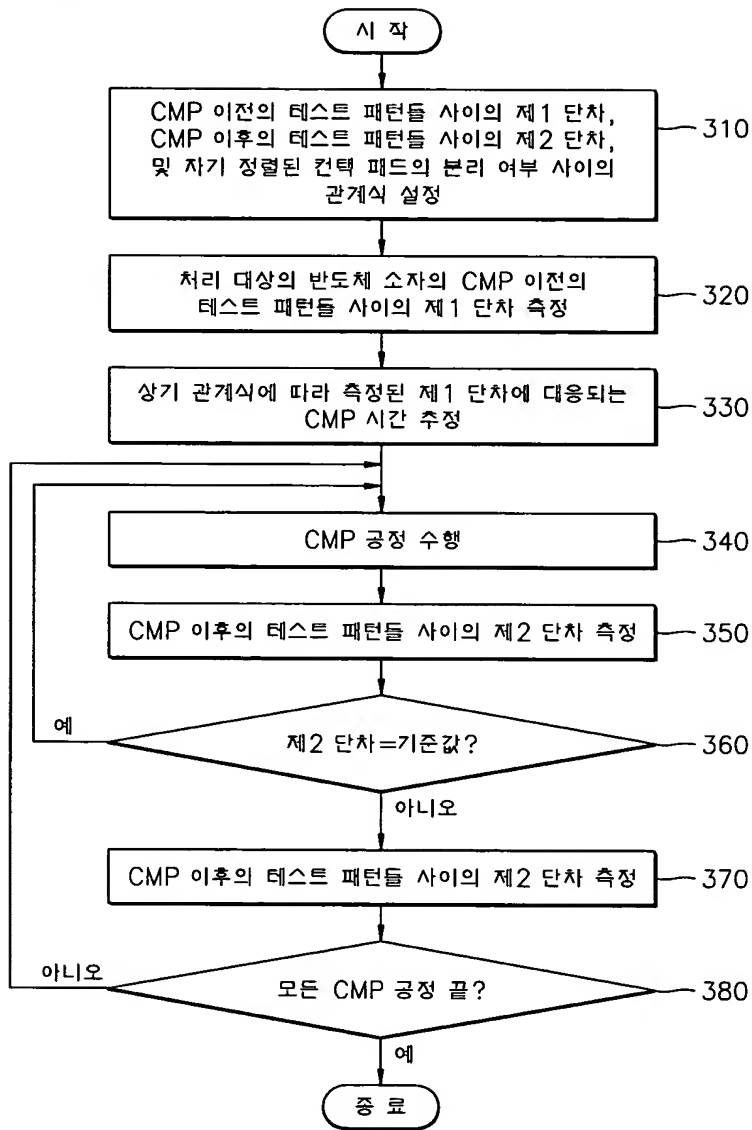 시 작
CMP 이전의 테스트 패턴들 사이의 제1 단차,
CMP 이후의 테스트 패턴들 사이의 제2 단차,
및 자기 정렬된 컨택 패드의 분리 여부 사이의
관계식 설정
310
처리 대상의 반도체 소자의 CMP 이전의
테스트 패턴들 사이의 제1 단차 측정
320
상기 관계식에 따라 측정된 제1 단차에 대응되는
CMP 시간 추정
330
CMP 공정 수행
340
CMP 이후의 테스트 패턴들 사이의 제2 단차 측정
350
예
제2 단차=기준값?
360
아니오
CMP 이후의 테스트 패턴들 사이의 제2 단차 측정
370
아니오
모든 CMP 공정 끝?
380
예
종 료